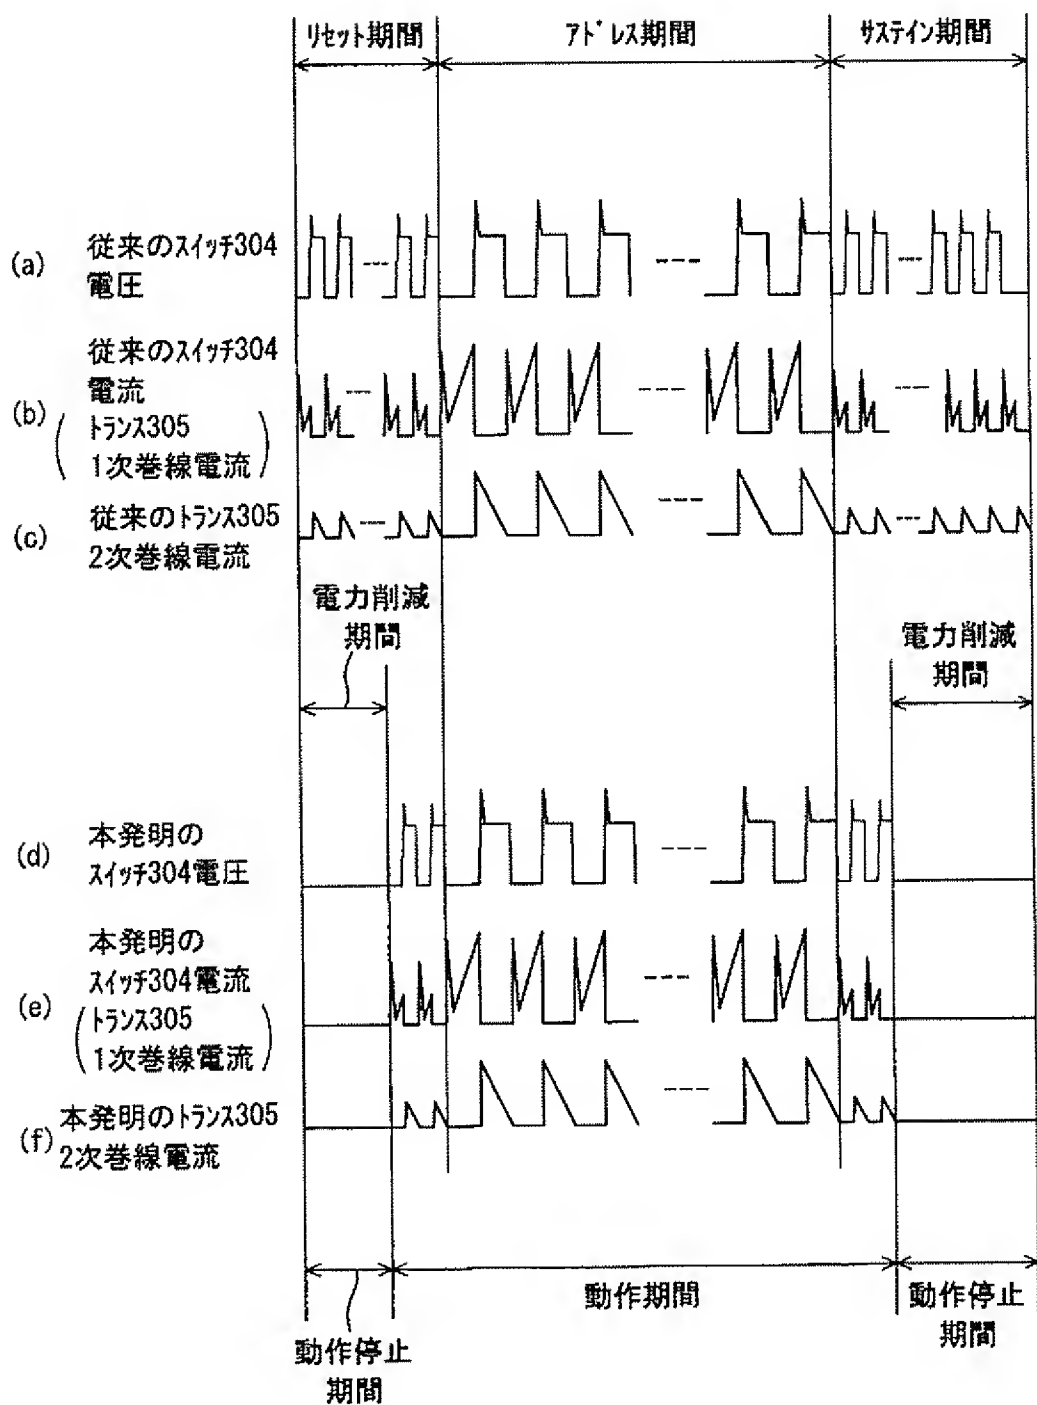 リセット期間
アドレス期間
サステイン期間
(a)
従来のスイッチ304
電圧
従来のスイッチ304
電流
(b)
トランス305
1次巻線電流
(c)
従来のトランス305
2次巻線電流
電力削減
期間
電力削減
期間
(d)
本発明の
スイッチ304電圧
本発明の
スイッチ304電流
(e)
トランス305
1次巻線電流
(f)
本発明のトランス305
2次巻線電流
動作期間
動作停止
期間
動作停止
期間